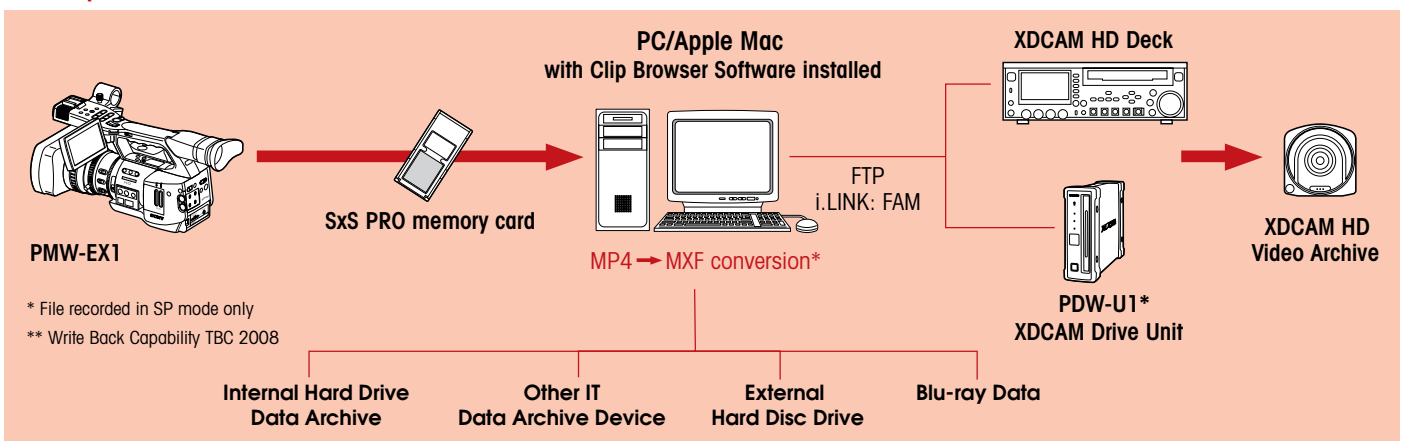 PC/Apple Mac
with Clip Browser Software installed
XDCAM HD Deck
SxS PRO memory card
PMW-EX1
FTP
i.LINK: FAM
MP4 → MXF conversion*
XDCAM HD
Video Archive
PDW-U1*
XDCAM Drive Unit
* File recorded in SP mode only
** Write Back Capability TBC 2008
Internal Hard Drive
Data Archive
Other IT
Data Archive Device
External
Hard Disc Drive
Blu-ray Data